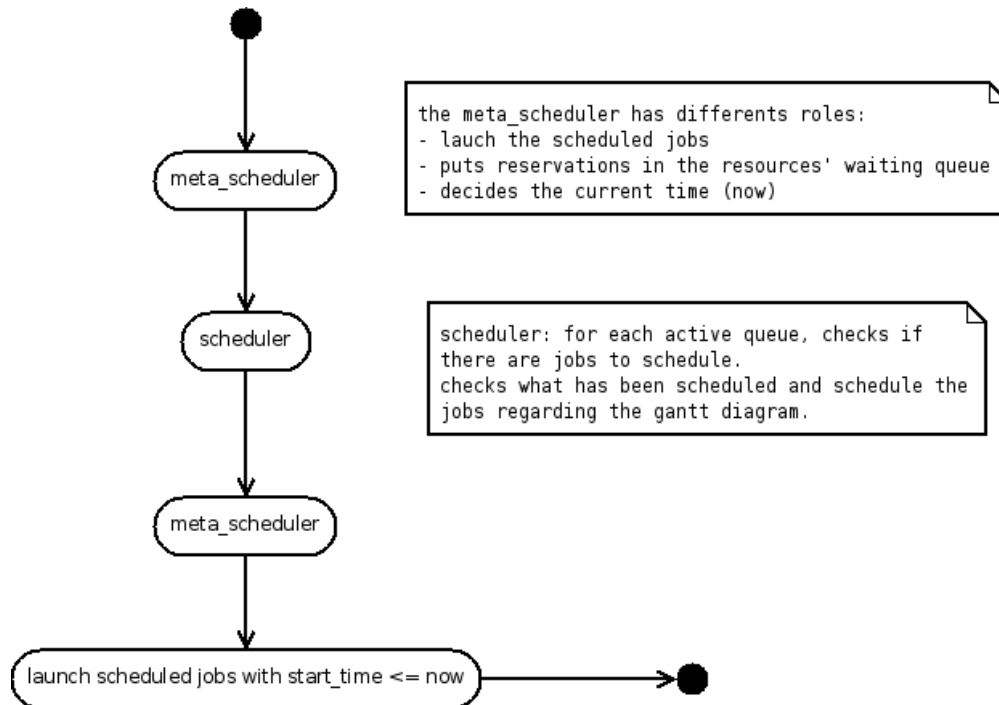 the meta_scheduler has differents roles:
- lauch the scheduled jobs
- puts reservations in the resources' waiting queue
- decides the current time (now)
meta_scheduler
scheduler
scheduler: for each active queue, checks if
there are jobs to schedule.
checks what has been scheduled and schedule the
jobs regarding the gantt diagram.
meta_scheduler
launch scheduled jobs with start_time <= now